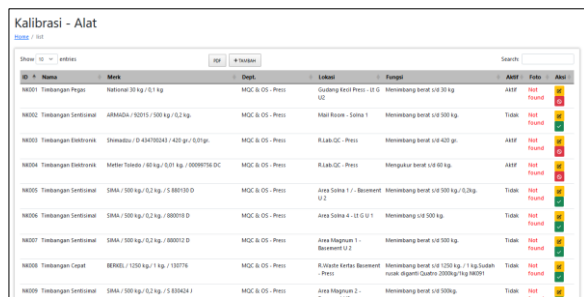 Kalibrasi - Alat
Home / list
Show 10 entries PDF + TAMBAH Search:
ID Nama Merk Dept. Lokasi Fungsi Aktif Foto Aksi
NK001 Timbangan Pegas National 30 kg / 0,1 kg MQC & OS - Press Gudang Kecil Press - Lt G Menimbang berat s/d 30 kg Aktif Not
U2 found
NK002 Timbangan Sentisimal ARMADA / 92015 / 500 kg / 0,2 kg. MQC & OS - Press Mail Room - Solna 1 Menimbang berat s/d 500 kg. Tidak Not
found
NK003 Timbangan Elektronik Shimadzu / D 434700243 / 420 gr./ 0,01gr. MQC & OS - Press R.Lab.QC - Press Menimbang berat s/d 420 gr. Aktif Not
found
NK004 Timbangan Elektronik Metler Toledo / 60 kg./ 0,01 kg. / 00099756 DC MQC & OS - Press R.Lab QC - Press Mengukur berat s/d 60 kg. Aktif Not
found
NK005 Timbangan Sentisimal SIMA / 500 kg/ 0,2 kg. / S 880130 D MQC & OS - Press Area Solna 1 / - Basement Menimbang berat s/d 500 kg / 0,2kg. Tidak Not
U 2 found
NK006 Timbangan Sentisimal SIMA / 500 kg/ 0,2 kg. / 880018 D MQC & OS - Press Area Solna 4 - Lt G U 1 Menimbang s/d 500 kg. Tidak Not
found
NK007 Timbangan Sentisimal SIMA / 500 kg/ 0,2 kg. / 880012 D MQC & OS - Press Area Magnum 1 - Menimbang berat s/d 500 kg. Tidak Not
Basement U 2 found
NK008 Timbangan Cepat BERKEL / 1250 kg./ 1 kg. / 130776 MQC & OS - Press R.Waste Kertas Basement Menimbang berat s/d 1250 kg. / 1 kg.Sudah Tidak Not
- Press rusak diganti Quatro 2000kg/1kg NK091 found
NK009 Timbangan Sentisimal SIMA / 500 kg./ 0,2 kg. / S 830424 J MQC & OS - Press Area Magnum 2 - Menimbang berat s/d 500kg. Tidak Not
found